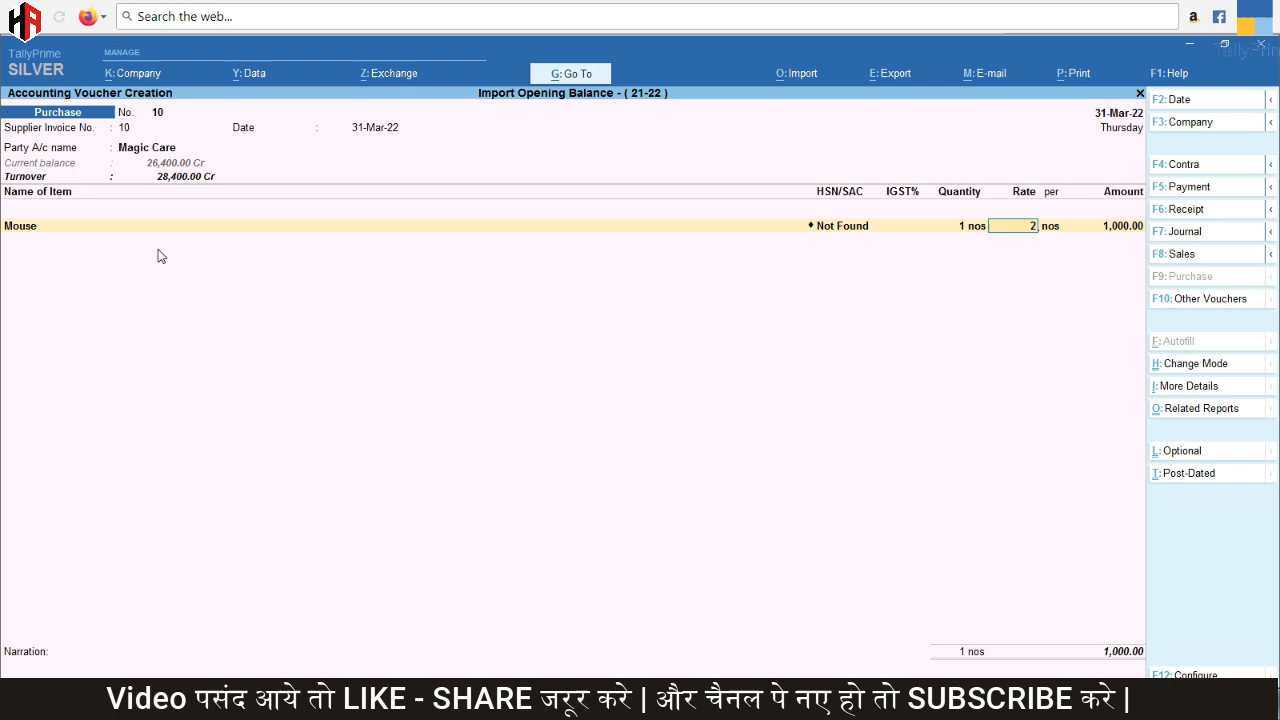 HA
Search the web...
TallyPrime
SILVER
MANAGE
K: Company
Y: Data
Z: Exchange
G: Go To
O: Import
E: Export
M: E-mail
P: Print
F1: Help
Accounting Voucher Creation
Import Opening Balance - ( 21-22 )
Purchase No. 10
31-Mar-22
Supplier Invoice No. : 10 Date : 31-Mar-22
Thursday
Party A/c name : Magic Care
Current balance : 26,400.00 Cr
Turnover : 28,400.00 Cr
Name of Item HSN/SAC IGST% Quantity Rate per Amount
Mouse ♦ Not Found 1 nos 2 nos 1,000.00
Narration: 1 nos 1,000.00
F2: Date
F3: Company
F4: Contra
F5: Payment
F6: Receipt
F7: Journal
F8: Sales
F9: Purchase
F10: Other Vouchers
F: Autofill
H: Change Mode
I: More Details
O: Related Reports
L: Optional
T: Post-Dated
F12: Configure
Video पसंद आये तो LIKE - SHARE जरूर करे | और चैनल पे नए हो तो SUBSCRIBE करे |